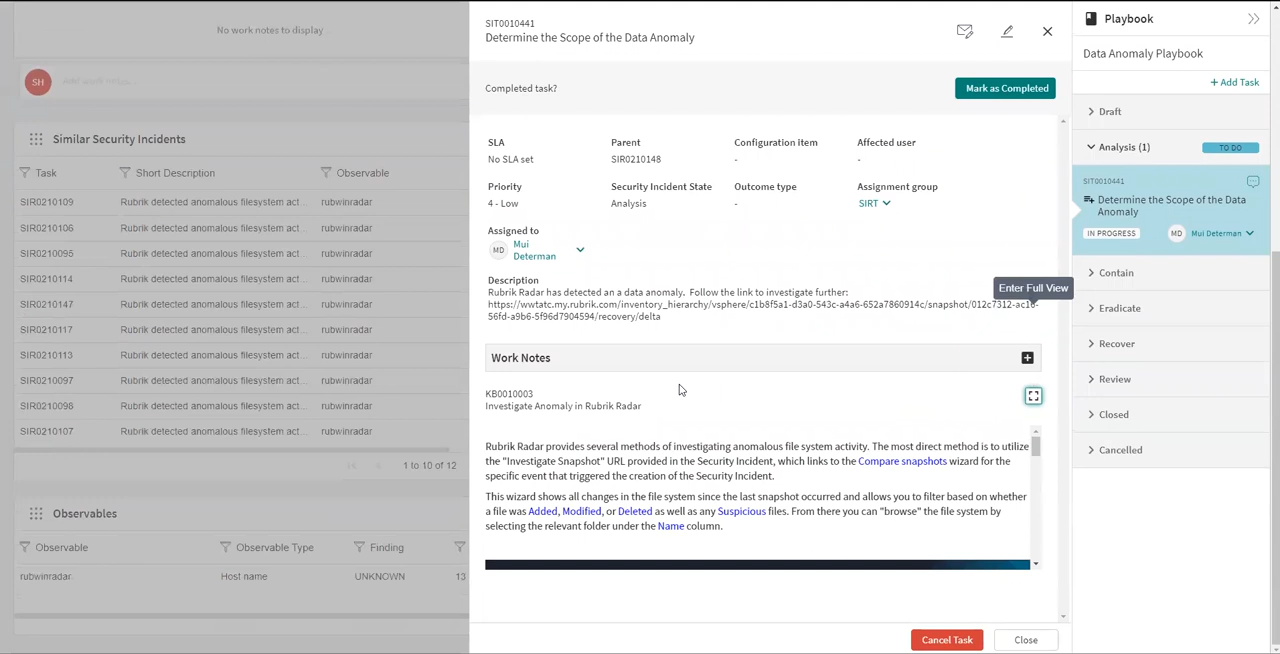 No work notes to display
SH
Add work notes...
Similar Security Incidents
Task Short Description Observable
SIR0210109 Rubrik detected anomalous filesystem act... rubwinradar
SIR0210106 Rubrik detected anomalous filesystem act... rubwinradar
SIR0210095 Rubrik detected anomalous filesystem act... rubwinradar
SIR0210114 Rubrik detected anomalous filesystem act... rubwinradar
SIR0210147 Rubrik detected anomalous filesystem act... rubwinradar
SIR0210117 Rubrik detected anomalous filesystem act... rubwinradar
SIR0210113 Rubrik detected anomalous filesystem act... rubwinradar
SIR0210097 Rubrik detected anomalous filesystem act... rubwinradar
SIR0210098 Rubrik detected anomalous filesystem act... rubwinradar
SIR0210107 Rubrik detected anomalous filesystem act... rubwinradar
1 to 10 of 12
Observables
Observable Observable Type Finding
rubwinradar Host name UNKNOWN 13
SIT0010441
Determine the Scope of the Data Anomaly
Completed task?
Mark as Completed
SLA Parent Configuration item Affected user
No SLA set SIR0210148 - -
Priority Security Incident State Outcome type Assignment group
4 - Low Analysis - SIRT
Assigned to
MD
Mui
Determan
Description
Rubrik Radar has detected an a data anomaly. Follow the link to investigate further:
https://wwtatc.my.rubrik.com/inventory_hierarchy/vsphere/c1b8f5a1-d3a0-543c-a4a6-652a7860914c/snapshot/012c7312-ac16-
56fd-a9b6-5f96d7904594/recovery/delta
Enter Full View
Work Notes
KB0010003
Investigate Anomaly in Rubrik Radar
Rubrik Radar provides several methods of investigating anomalous file system activity. The most direct method is to utilize
the "Investigate Snapshot" URL provided in the Security Incident, which links to the Compare snapshots wizard for the
specific event that triggered the creation of the Security Incident.
This wizard shows all changes in the file system since the last snapshot occurred and allows you to filter based on whether
a file was Added, Modified, or Deleted as well as any Suspicious files. From there you can "browse" the file system by
selecting the relevant folder under the Name column.
Cancel Task
Close
Playbook
Data Anomaly Playbook
+ Add Task
Draft
Analysis (1) TO DO
SIT0010441
Determine the Scope of the Data
Anomaly
IN PROGRESS MD Mui Determan
Contain
Eradicate
Recover
Review
Closed
Cancelled